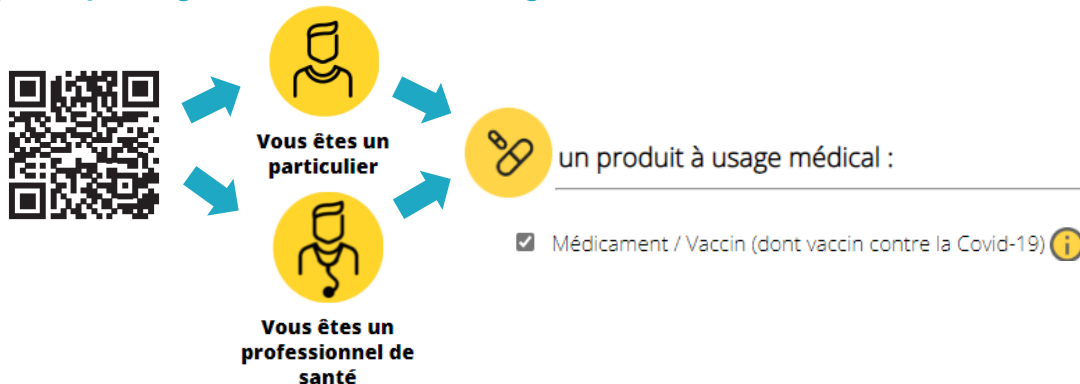 Vous êtes un
particulier
un produit à usage médical :
Médicament / Vaccin (dont vaccin contre la Covid-19) i
Vous êtes un
professionnel de
santé